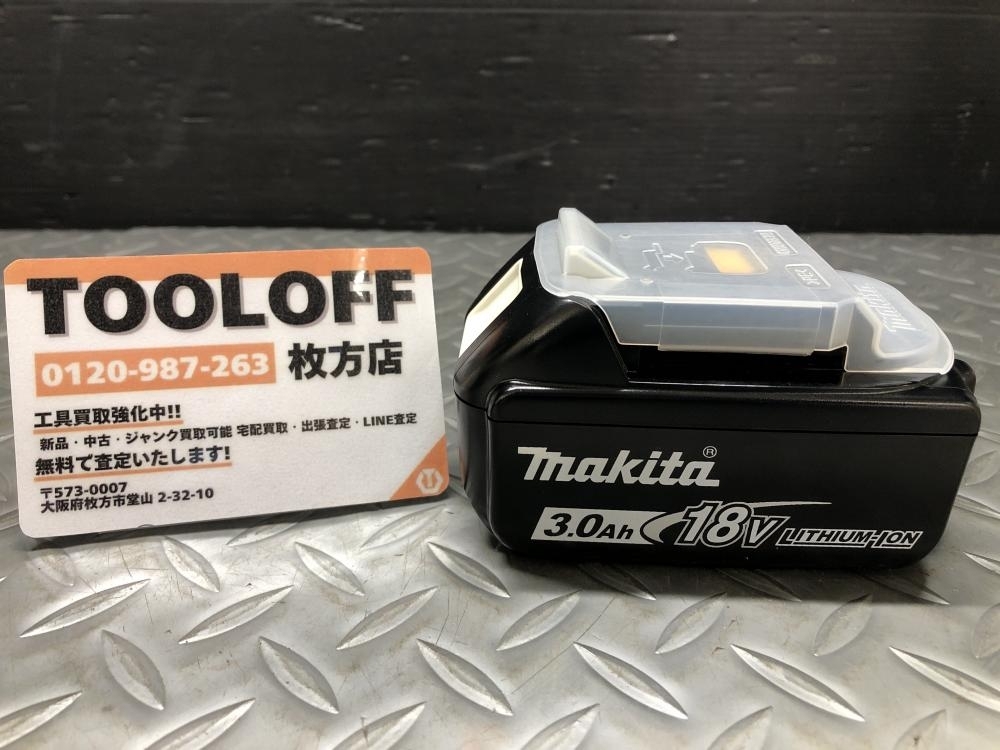 TOOLOFF
0120-987-263 枚方店
工具買取強化中!!
新品・中古・ジャンク買取可能 宅配買取・出張査定・LINE査定
無料で査定いたします!
〒573-0007
大阪府枚方市堂山 2-32-10
makita®
3.0Ah 18V LITHIUM-ION